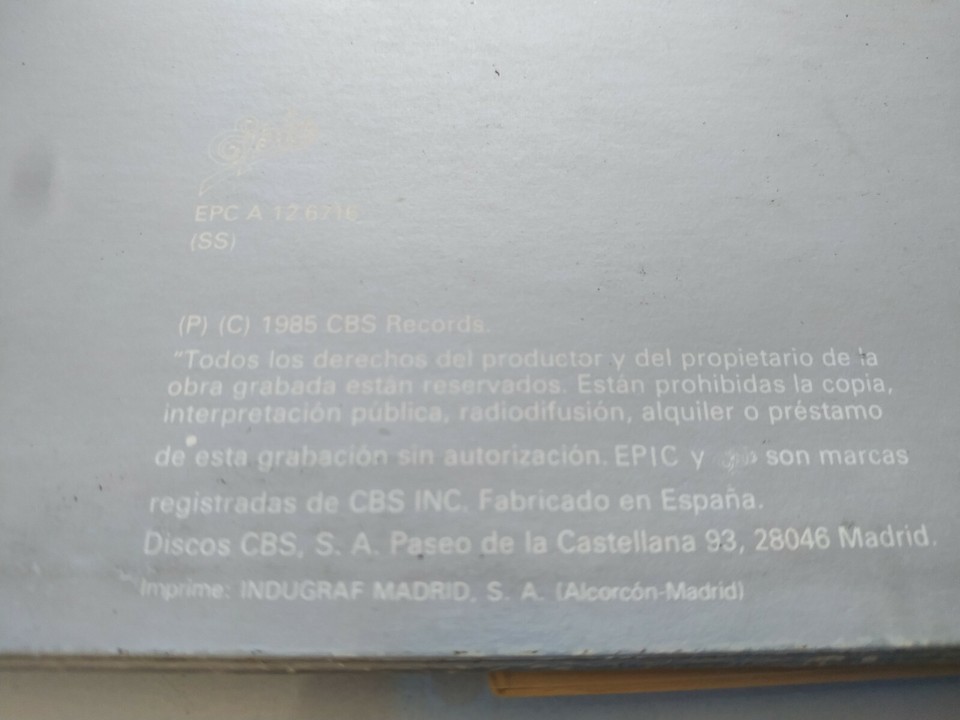 EPC A 12.6716
(SS)
(P) (C) 1985 CBS Records.
"Todos los derechos del productor y del propietario de la
obra grabada están reservados. Están prohibidas la copia,
interpretación pública, radiodifusión, alquiler o préstamo
de esta grabación sin autorización. EPIC y son marcas
registradas de CBS INC. Fabricado en España.
Discos CBS, S. A. Paseo de la Castellana 93, 28046 Madrid.
Imprime: INDUGRAF MADRID, S. A. (Alcorcón-Madrid)